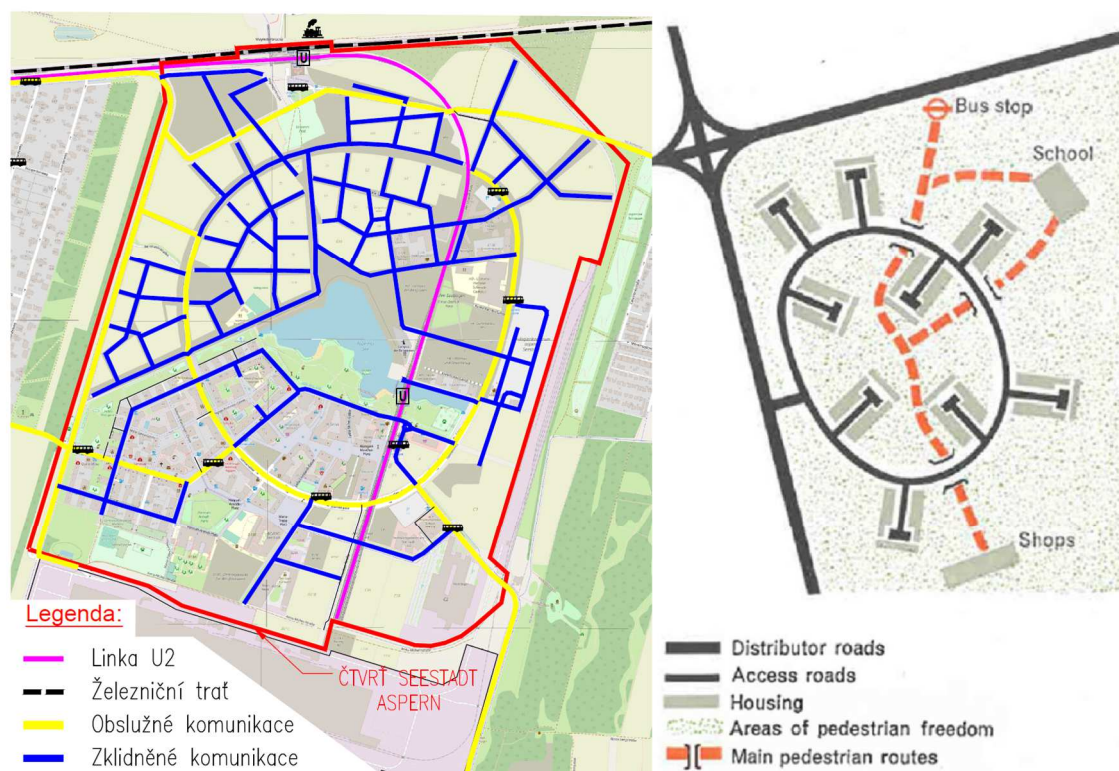 U
U
Legenda:
Linka U2
Železniční trať
Obslužné komunikace
Zklidněné komunikace
ČTVRŤ SEESTADT
ASPERN
Bus stop
School
Shops
Distributor roads
Access roads
Housing
Areas of pedestrian freedom
Main pedestrian routes